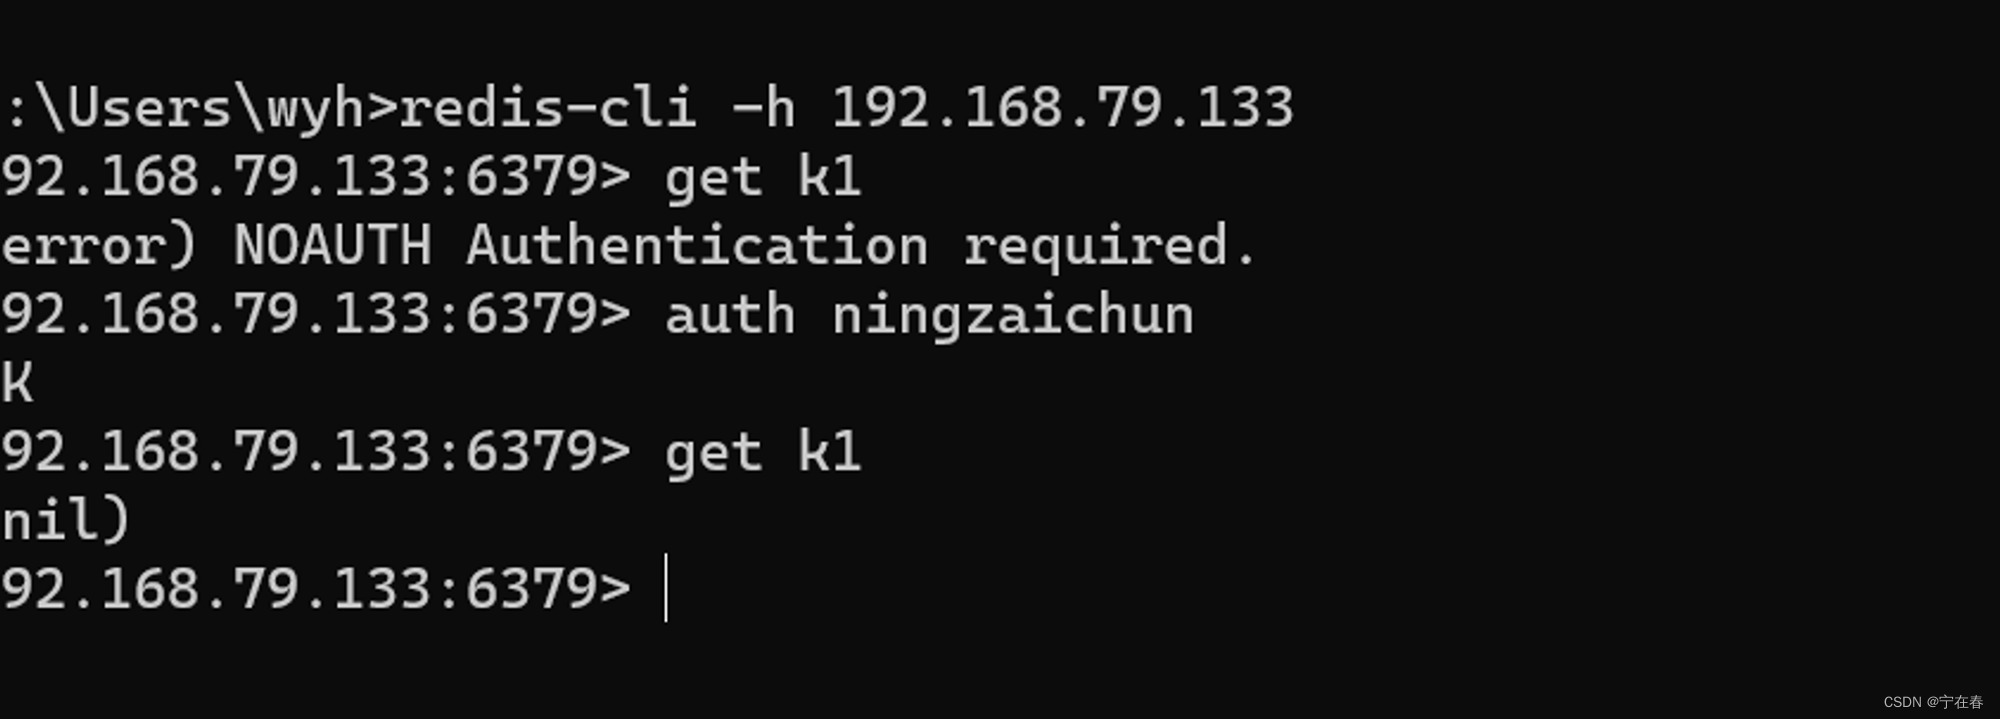 :\Users\wyh>redis-cli -h 192.168.79.133
92.168.79.133:6379> get k1
error) NOAUTH Authentication required.
92.168.79.133:6379> auth ningzaichun
K
92.168.79.133:6379> get k1
nil)
92.168.79.133:6379>
CSDN @宁在春